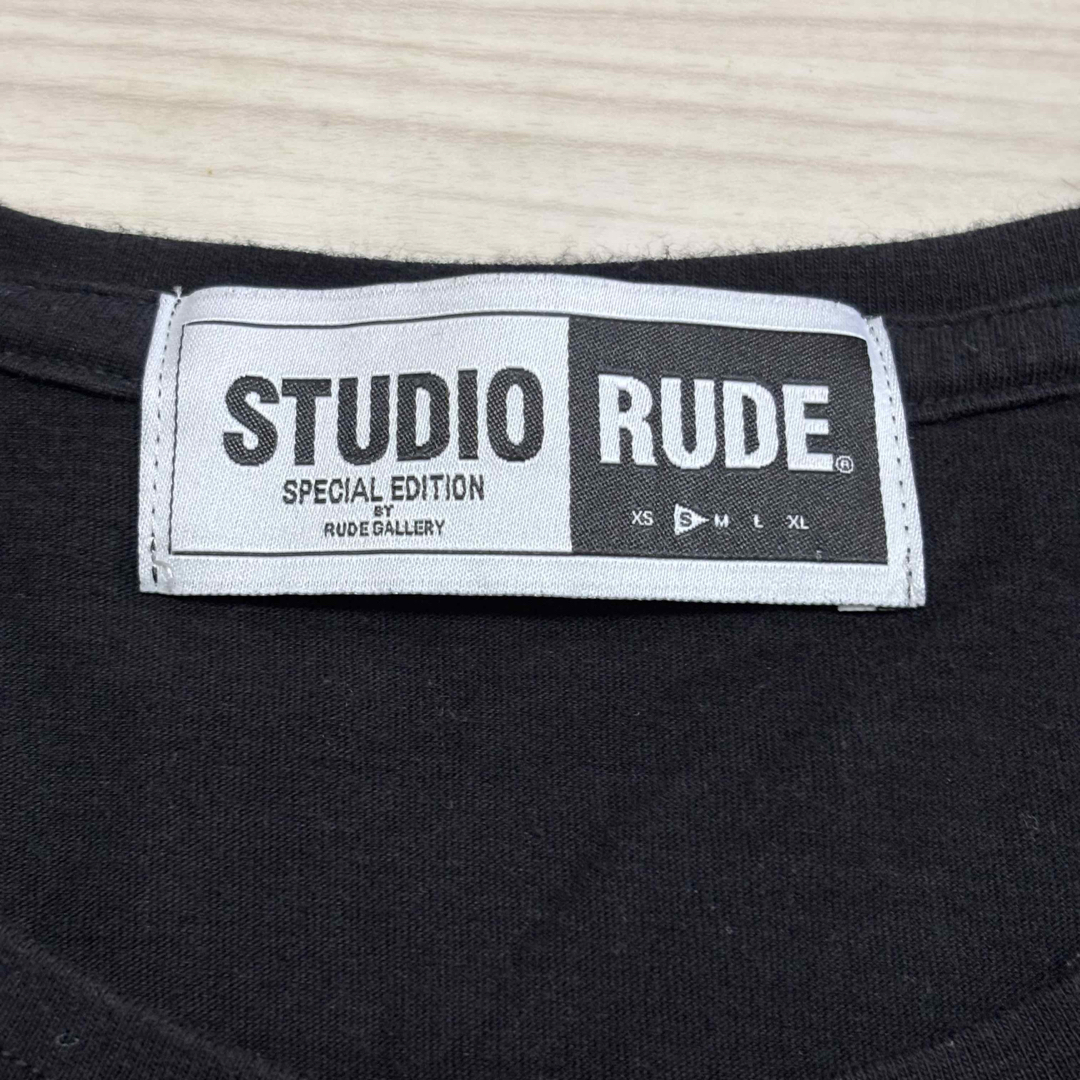 STUDIO RUDE®
SPECIAL EDITION
BY
RUDE GALLERY
XS S M L XL